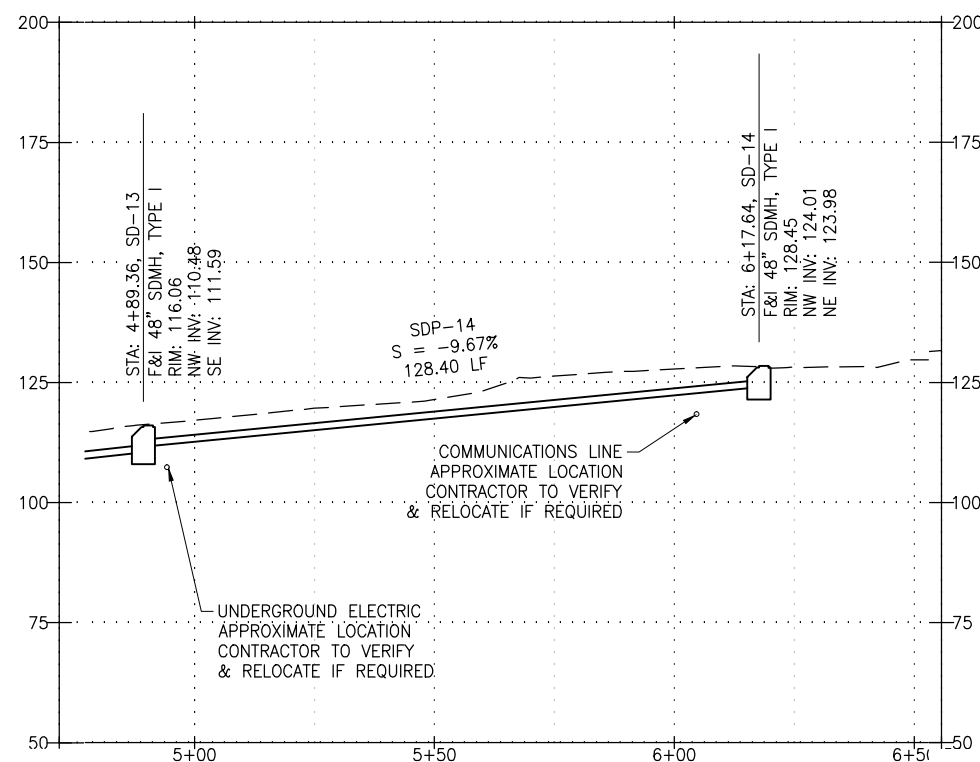 200
200
175
175
150
150
125
125
100
100
75
75
50
50
STA: 4+89.36, SD-13
F&I 48" SDMH, TYPE I
RIM: 116.06
NW INV: 110.48
SE INV: 111.59
SDP-14
S = -9.67%
128.40 LF
STA: 6+17.64, SD-14
F&I 48" SDMH, TYPE I
RIM: 128.45
NW INV: 124.01
NE INV: 123.98
COMMUNICATIONS LINE
APPROXIMATE LOCATION
CONTRACTOR TO VERIFY
& RELOCATE IF REQUIRED
UNDERGROUND ELECTRIC
APPROXIMATE LOCATION
CONTRACTOR TO VERIFY
& RELOCATE IF REQUIRED
5+00
5+50
6+00